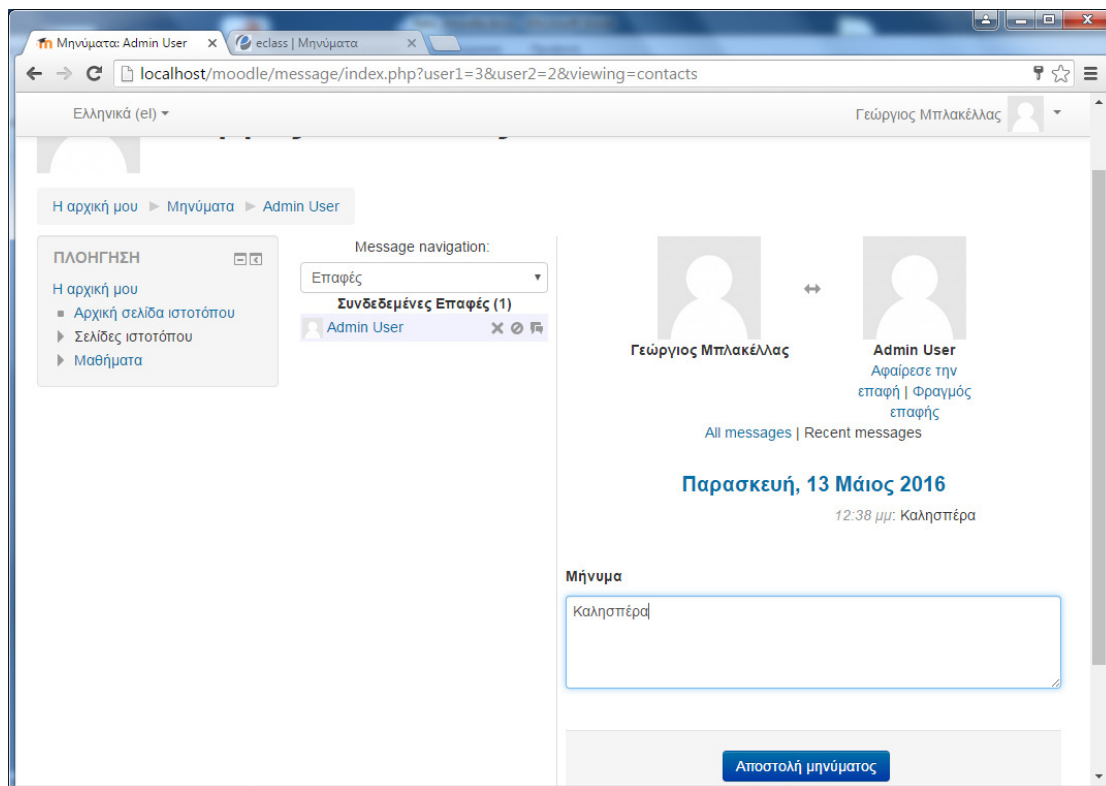 Μηνύματα: Admin User
eclass | Μηνύματα
localhost/moodle/message/index.php?user1=3&user2=2&viewing=contacts
Ελληνικά (el)
Γεώργιος Μπλακέλλας
Η αρχική μου ▶ Μηνύματα ▶ Admin User
ΠΛΟΗΓΗΣΗ
Η αρχική μου
Αρχική σελίδα ιστοτόπου
Σελίδες ιστοτόπου
Μαθήματα
Message navigation:
Επαφές
Συνδεδεμένες Επαφές (1)
Admin User
Γεώργιος Μπλακέλλας
Admin User
Αφαίρεσε την
επαφή | Φραγμός
επαφής
All messages | Recent messages
Παρασκευή, 13 Μάιος 2016
12:38 μμ: Καλησπέρα
Μήνυμα
Καλησπέρα
Αποστολή μηνύματος